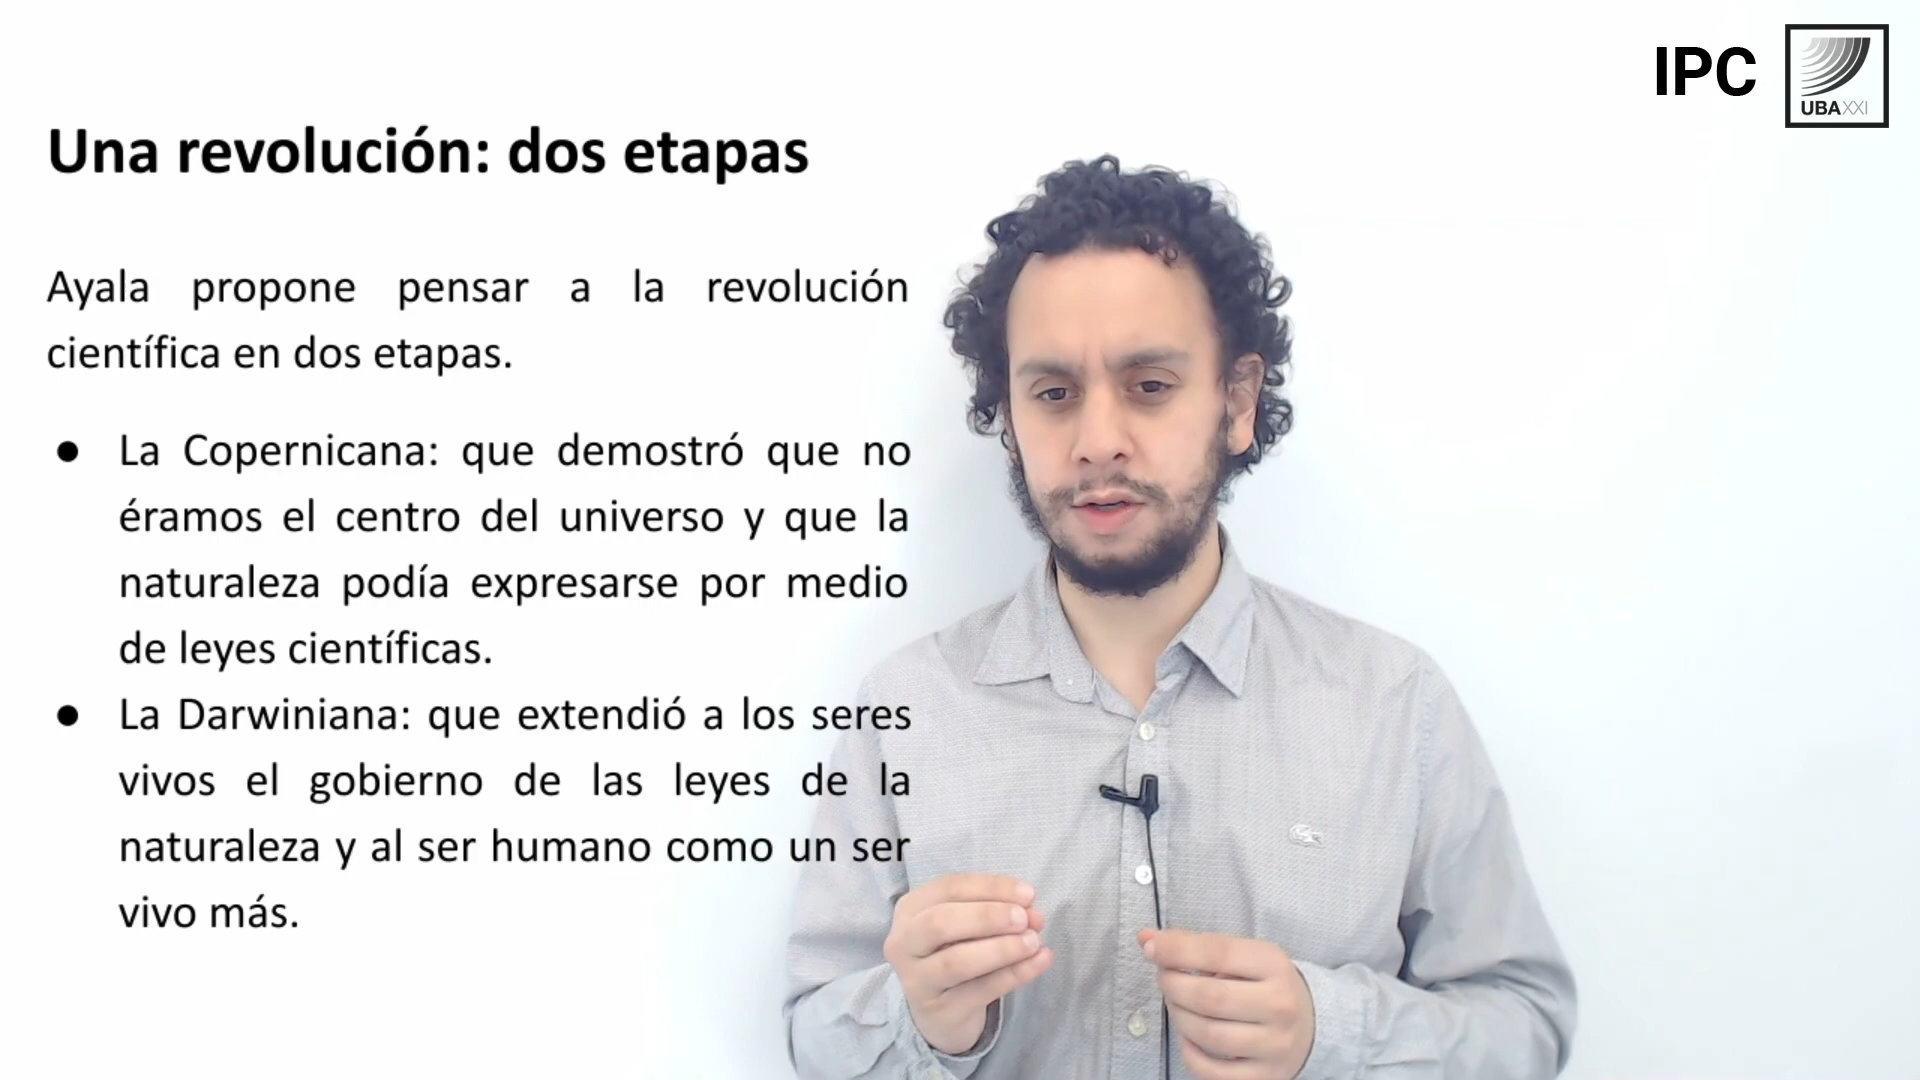 IPC
UBAXXI
Una revolución: dos etapas
Ayala propone pensar a la revolución
científica en dos etapas.
● La Copernicana: que demostró que no
éramos el centro del universo y que la
naturaleza podía expresarse por medio
de leyes científicas.
● La Darwiniana: que extendió a los seres
vivos el gobierno de las leyes de la
naturaleza y al ser humano como un ser
vivo más.